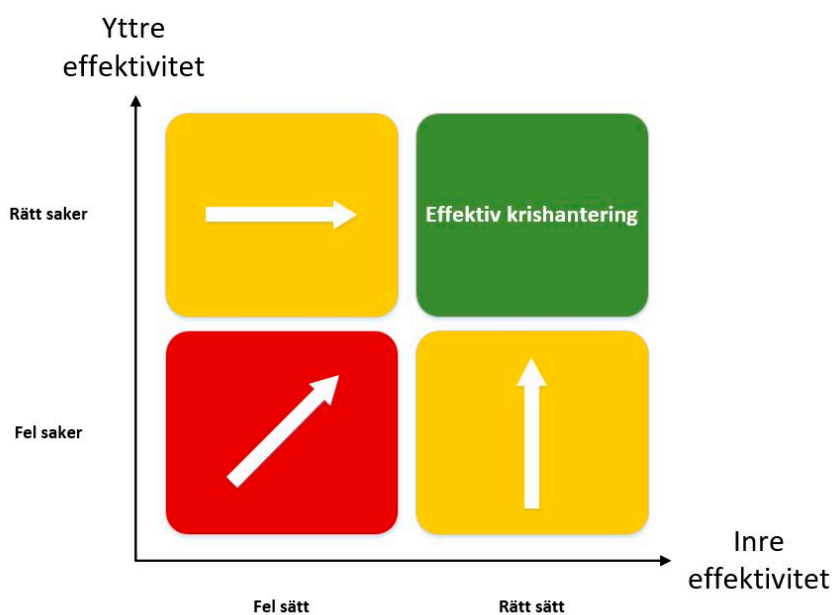 Yttre
effektivitet
Rätt saker
Effektiv krishantering
Fel saker
Inre
effektivitet
Fel sätt
Rätt sätt